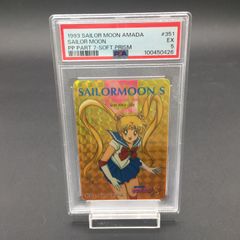 1993 SAILOR MOON AMADA #351
SAILOR MOON EX
PP PART 7-SOFT PRISM 5
PSA 100450426
SAILORMOON S